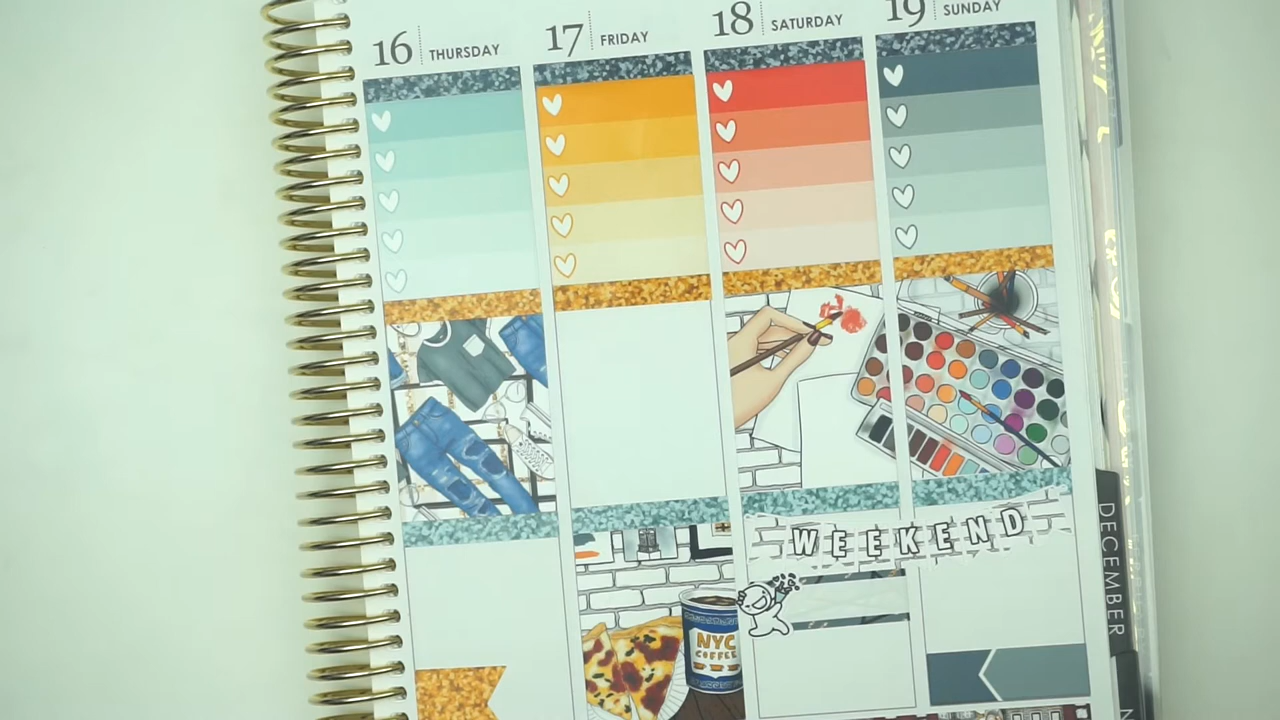 16 THURSDAY
17 FRIDAY
18 SATURDAY
19 SUNDAY
WEEKEND
NYC
COFFEE
DECEMBER